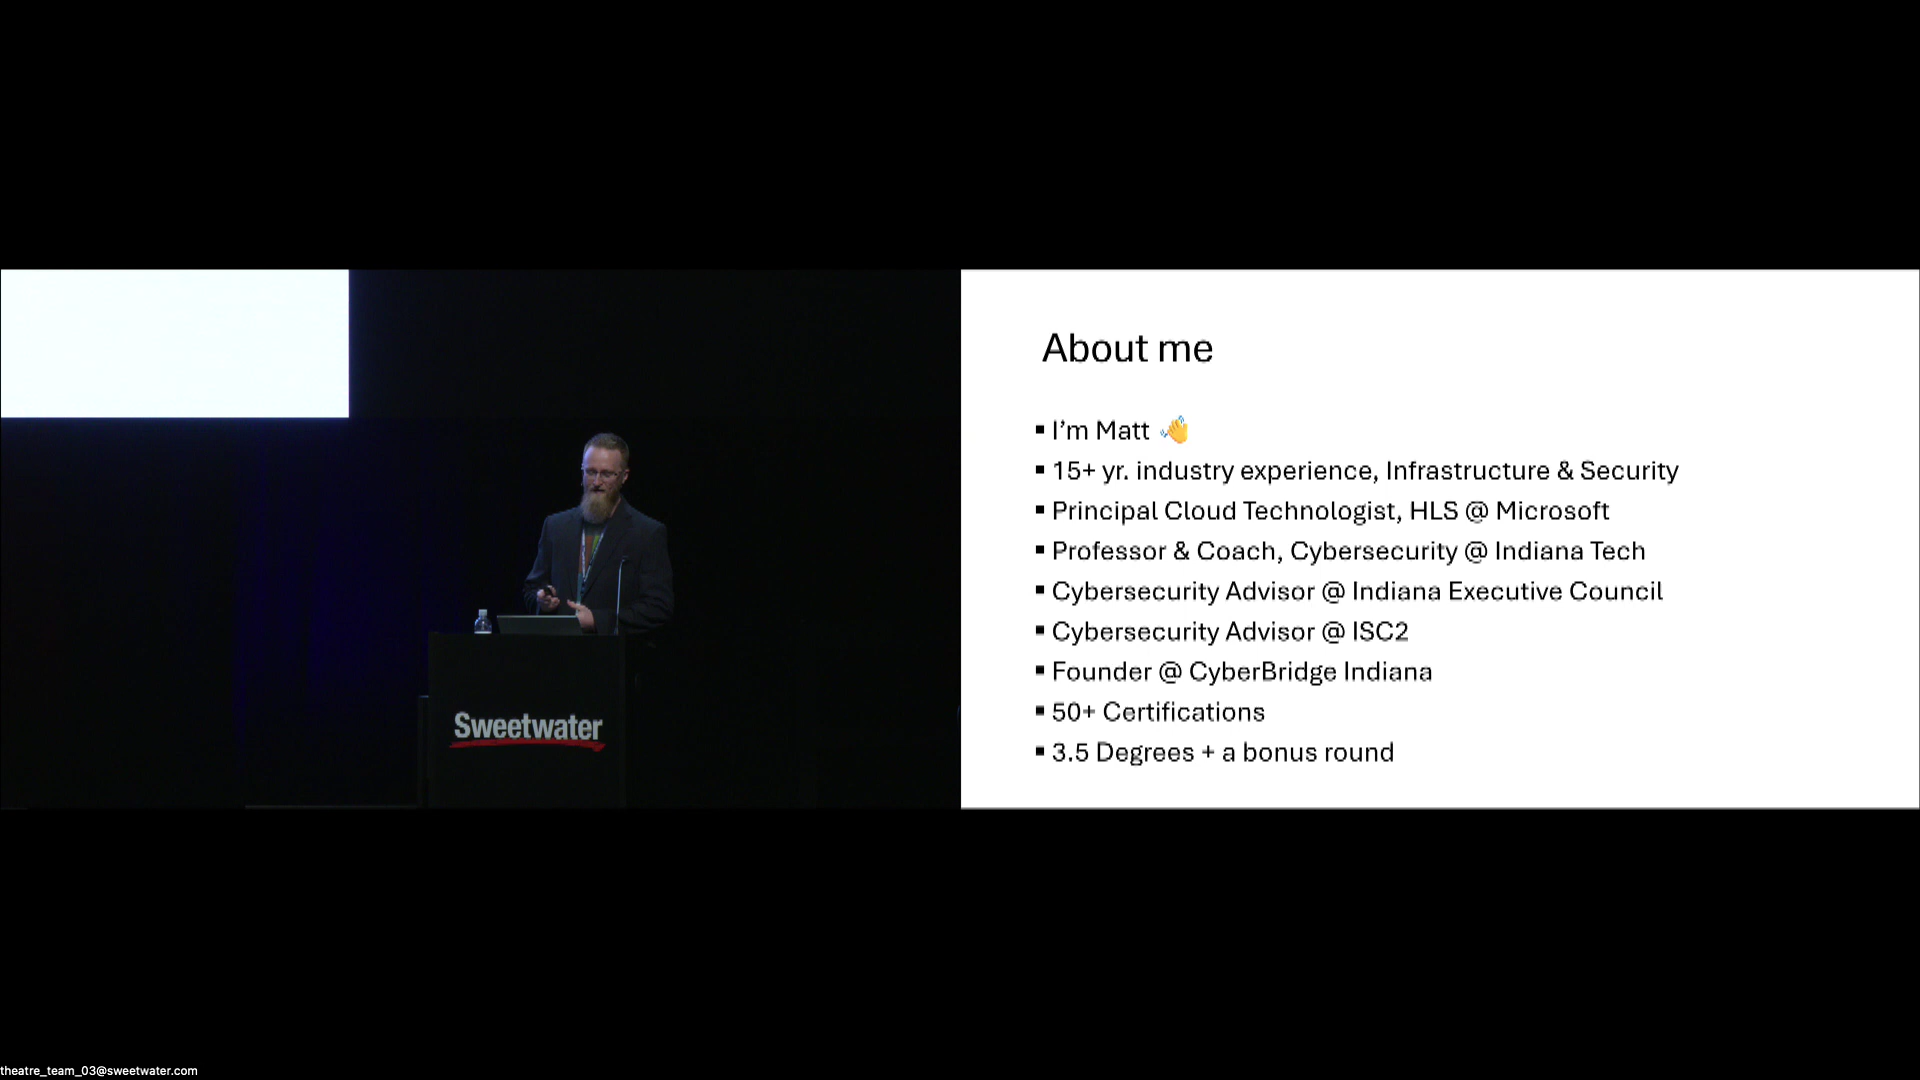 About me
I’m Matt 👋
15+ yr. industry experience, Infrastructure & Security
Principal Cloud Technologist, HLS @ Microsoft
Professor & Coach, Cybersecurity @ Indiana Tech
Cybersecurity Advisor @ Indiana Executive Council
Cybersecurity Advisor @ ISC2
Founder @ CyberBridge Indiana
50+ Certifications
3.5 Degrees + a bonus round
Sweetwater
theatre_team_03@sweetwater.com